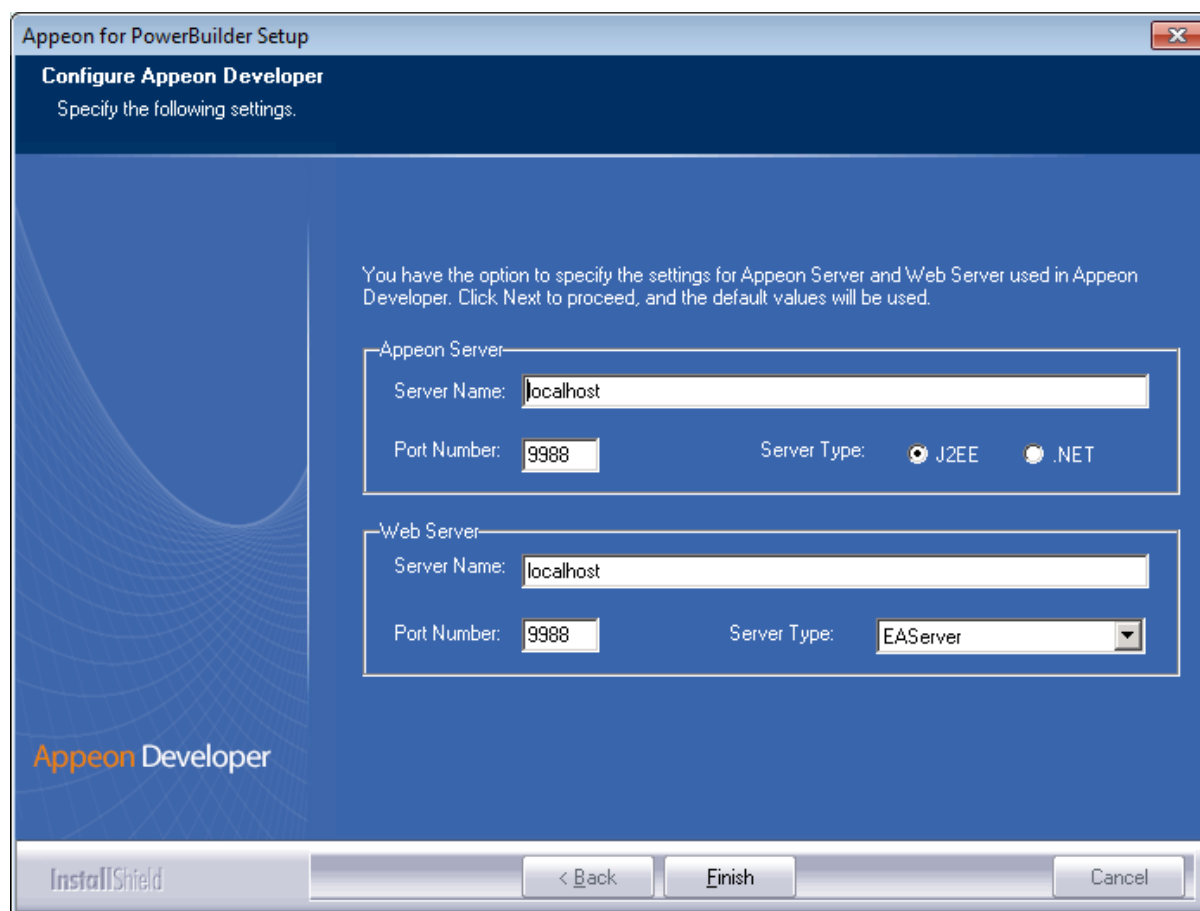 Appeon for PowerBuilder Setup
Configure Appeon Developer
Specify the following settings.
You have the option to specify the settings for Appeon Server and Web Server used in Appeon
Developer. Click Next to proceed, and the default values will be used.
Appeon Server
Server Name: localhost
Port Number: 9988 Server Type: J2EE .NET
Web Server
Server Name: localhost
Port Number: 9988 Server Type: EAServer
Appeon Developer
InstallShield < Back Finish Cancel